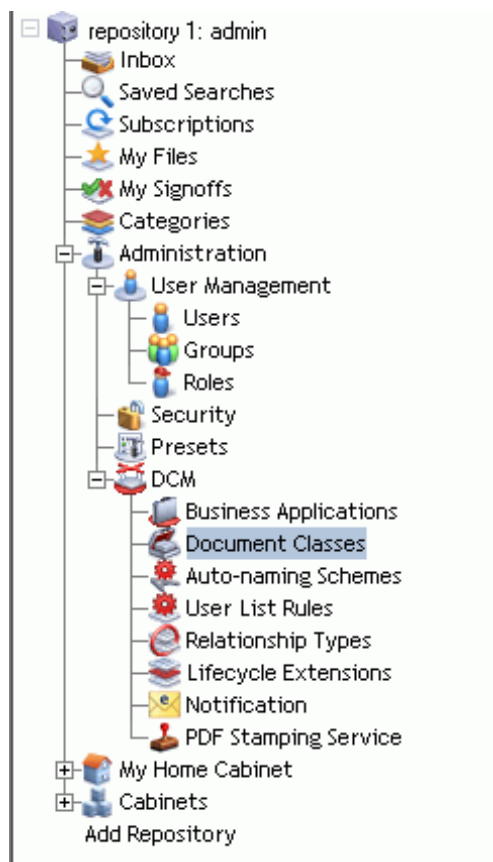 repository 1: admin
Inbox
Saved Searches
Subscriptions
My Files
My Signoffs
Categories
Administration
User Management
Users
Groups
Roles
Security
Presets
DCM
Business Applications
Document Classes
Auto-naming Schemes
User List Rules
Relationship Types
Lifecycle Extensions
Notification
PDF Stamping Service
My Home Cabinet
Cabinets
Add Repository